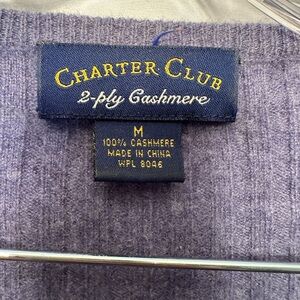 CHARTER CLUB
2-ply Cashmere
M
100% CASHMERE
MADE IN CHINA
WPL 8046